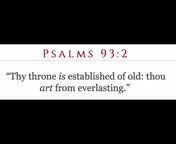 PSALMS 93:2
“Thy throne is established of old: thou
art from everlasting.”